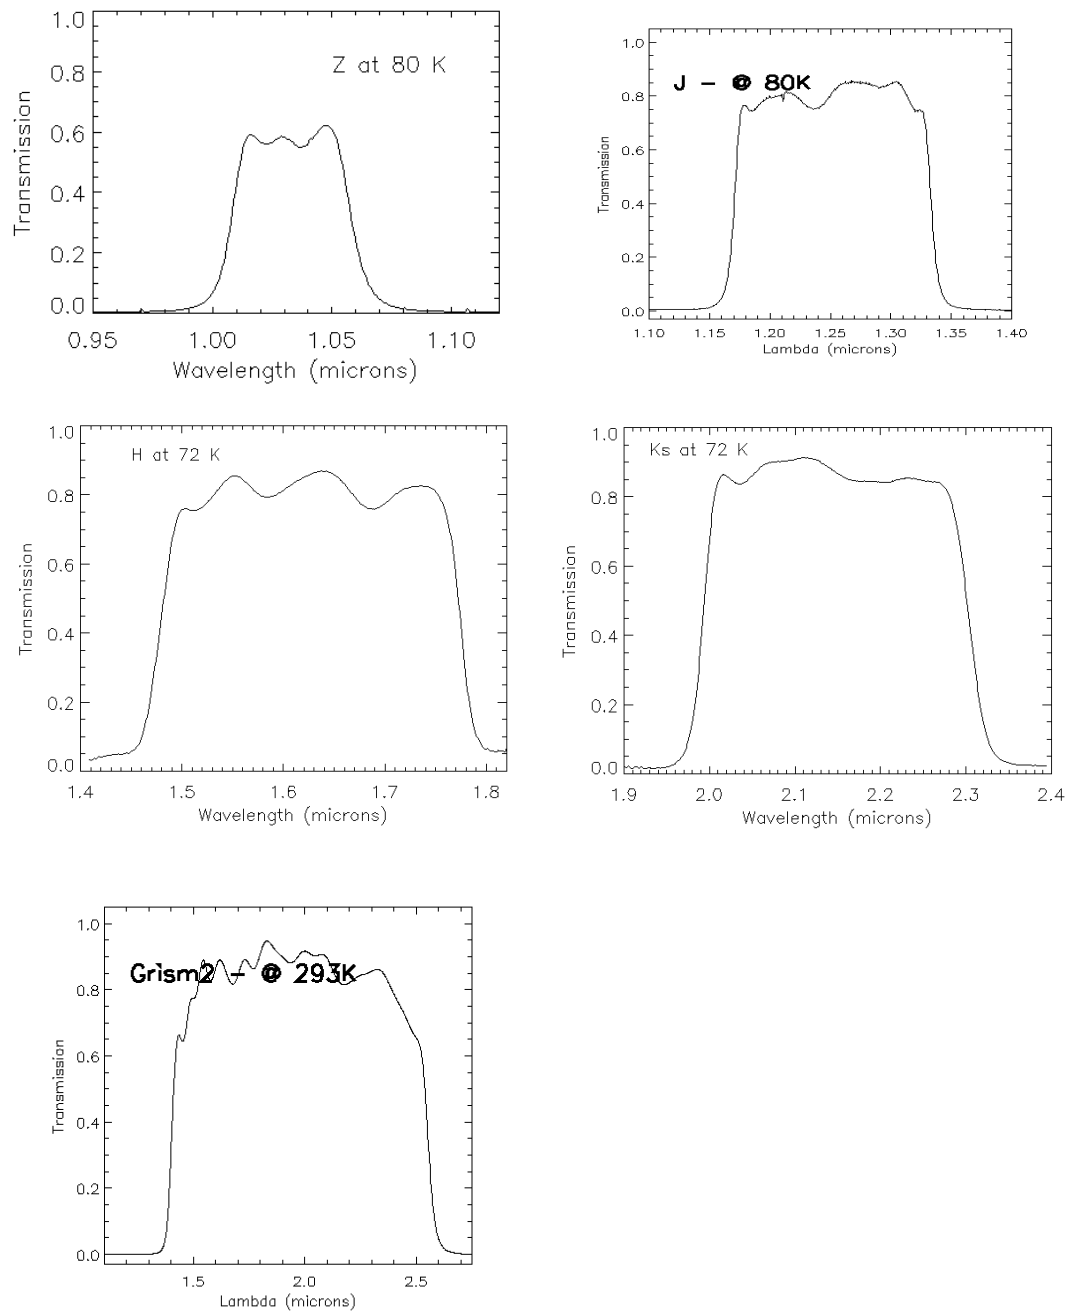 1.0
0.8
0.6
0.4
0.2
0.0
Transmission
Z at 80 K
0.95 1.00 1.05 1.10
Wavelength (microns)
1.0
0.8
0.6
0.4
0.2
0.0
Transmission
J - @ 80K
1.10 1.15 1.20 1.25 1.30 1.35 1.40
Lambda (microns)
1.0
0.8
0.6
0.4
0.2
0.0
Transmission
H at 72 K
1.4 1.5 1.6 1.7 1.8
Wavelength (microns)
1.0
0.8
0.6
0.4
0.2
0.0
Transmission
Ks at 72 K
1.9 2.0 2.1 2.2 2.3 2.4
Wavelength (microns)
1.0
0.8
0.6
0.4
0.2
0.0
Transmission
Grism2 - @ 293K
1.5 2.0 2.5
Lambda (microns)